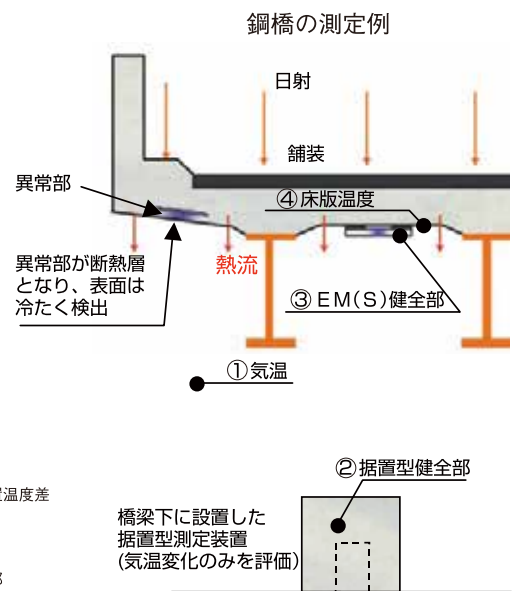 鋼橋の測定例
日射
舗装
異常部
④床版温度
異常部が断熱層
となり、表面は
冷たく検出
熱流
③EM(S)健全部
①気温
②据置型健全部
温度差
橋梁下に設置した
据置型測定装置
(気温変化のみを評価)